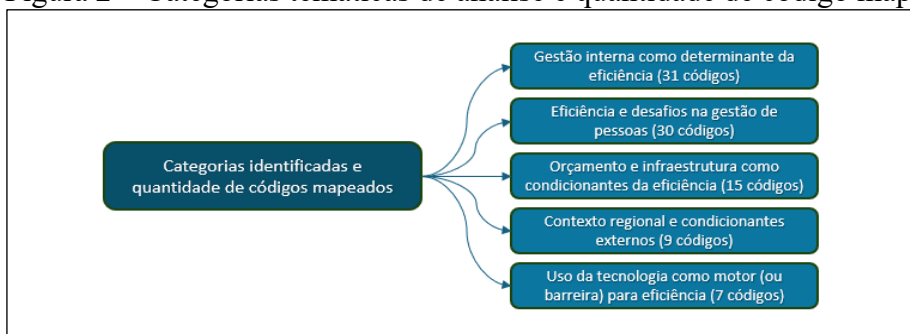 Gestão interna como determinante da
eficiência (31 códigos)
Eficiência e desafios na gestão de
pessoas (30 códigos)
Categorias identificadas e
quantidade de códigos mapeados
Orçamento e infraestrutura como
condicionantes da eficiência (15 códigos)
Contexto regional e condicionantes
externos (9 códigos)
Uso da tecnologia como motor (ou
barreira) para eficiência (7 códigos)